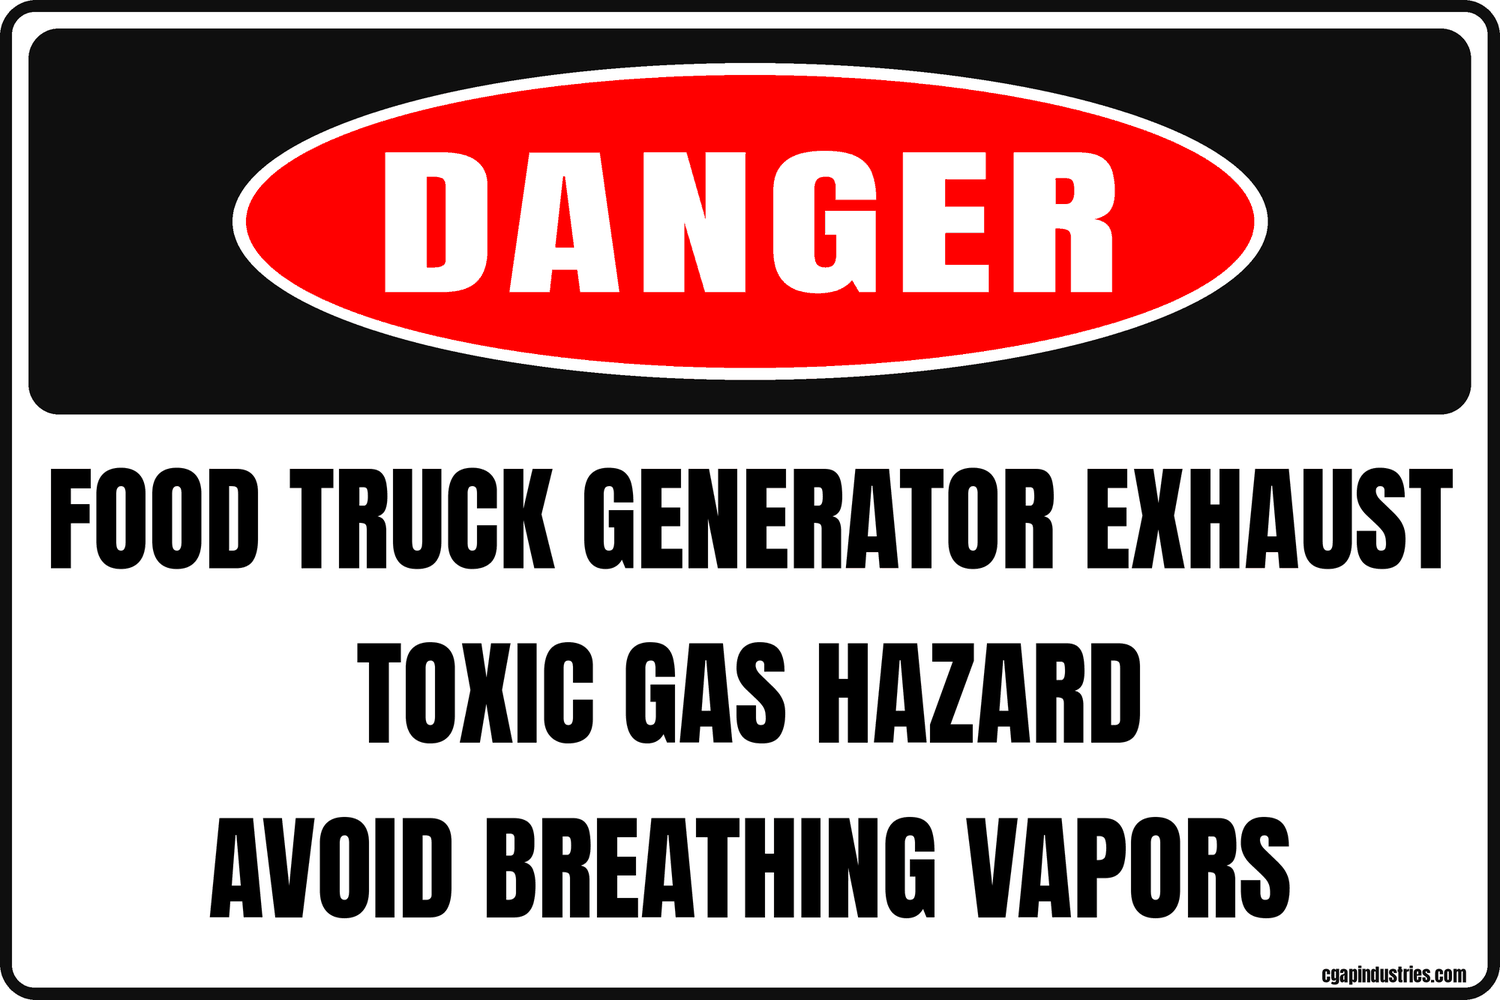 DANGER
FOOD TRUCK GENERATOR EXHAUST
TOXIC GAS HAZARD
AVOID BREATHING VAPORS
cgapindustries.com